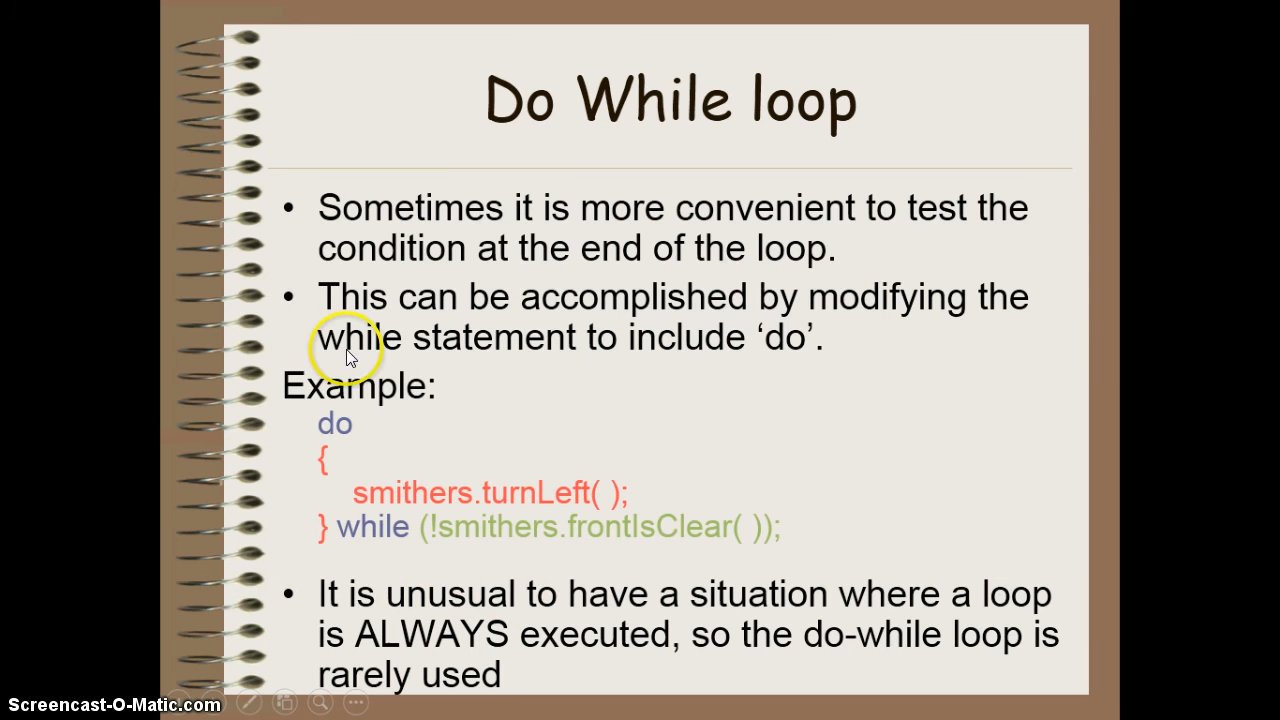 Do While loop
• Sometimes it is more convenient to test the
condition at the end of the loop.
• This can be accomplished by modifying the
while statement to include ‘do’.
Example:
do
{
smithers.turnLeft( );
} while (!smithers.frontIsClear( ));
• It is unusual to have a situation where a loop
is ALWAYS executed, so the do-while loop is
rarely used
Screencast-O-Matic.com